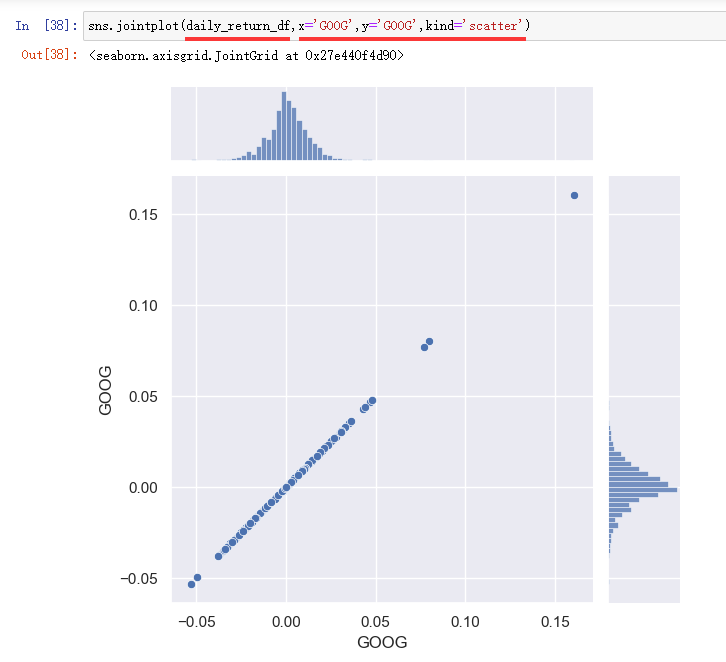 In [38]: sns.jointplot(daily_return_df,x='GOOG',y='GOOG',kind='scatter')
Out[38]: <seaborn.axisgrid.JointGrid at 0x27e440f4d90>
0.15
0.10
0.05
0.00
−0.05
GOOG
−0.05 0.00 0.05 0.10 0.15
GOOG